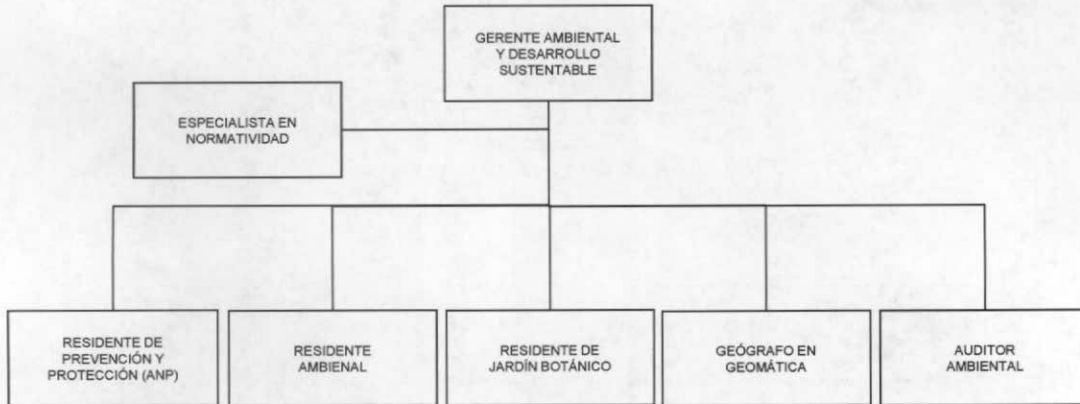 GERENTE AMBIENTAL
Y DESARROLLO
SUSTENTABLE
ESPECIALISTA EN
NORMATIVIDAD
RESIDENTE DE
PREVENCIÓN Y
PROTECCIÓN (ANP)
RESIDENTE
AMBIENAL
RESIDENTE DE
JARDÍN BOTÁNICO
GEÓGRAFO EN
GEOMÁTICA
AUDITOR
AMBIENTAL